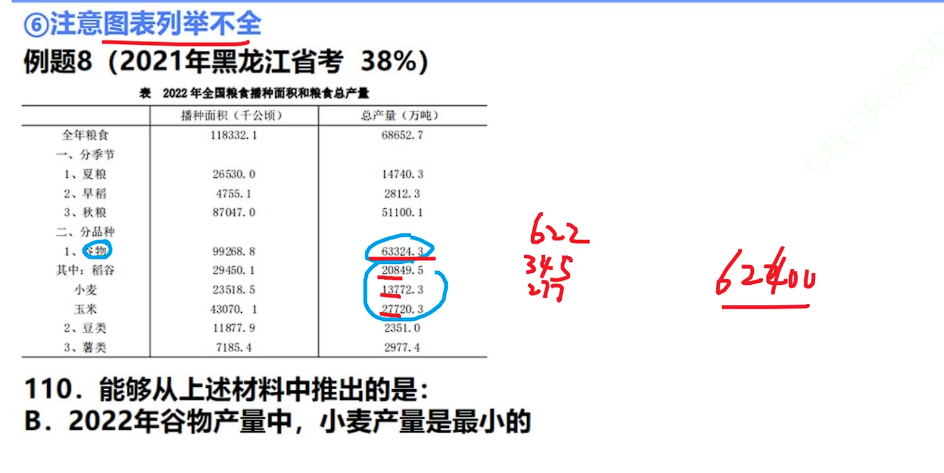 ⑥注意图表列举不全
例题8（2021年黑龙江省考 38%）
表 2022年全国粮食播种面积和粮食总产量
播种面积（千公顷） 总产量（万吨）
全年粮食 118332.1 68652.7
一、分季节
1、夏粮 26530.0 14740.3
2、早稻 4755.1 2812.3
3、秋粮 87047.0 51100.1
二、分品种
1、谷物 99268.8 63324.3
其中：稻谷 29450.1 20849.5
小麦 23518.5 13772.3
玉米 43070.1 27720.3
2、豆类 11877.9 2351.0
3、薯类 7185.4 2977.4
622
345
277
110．能够从上述材料中推出的是：
B．2022年谷物产量中，小麦产量是最小的